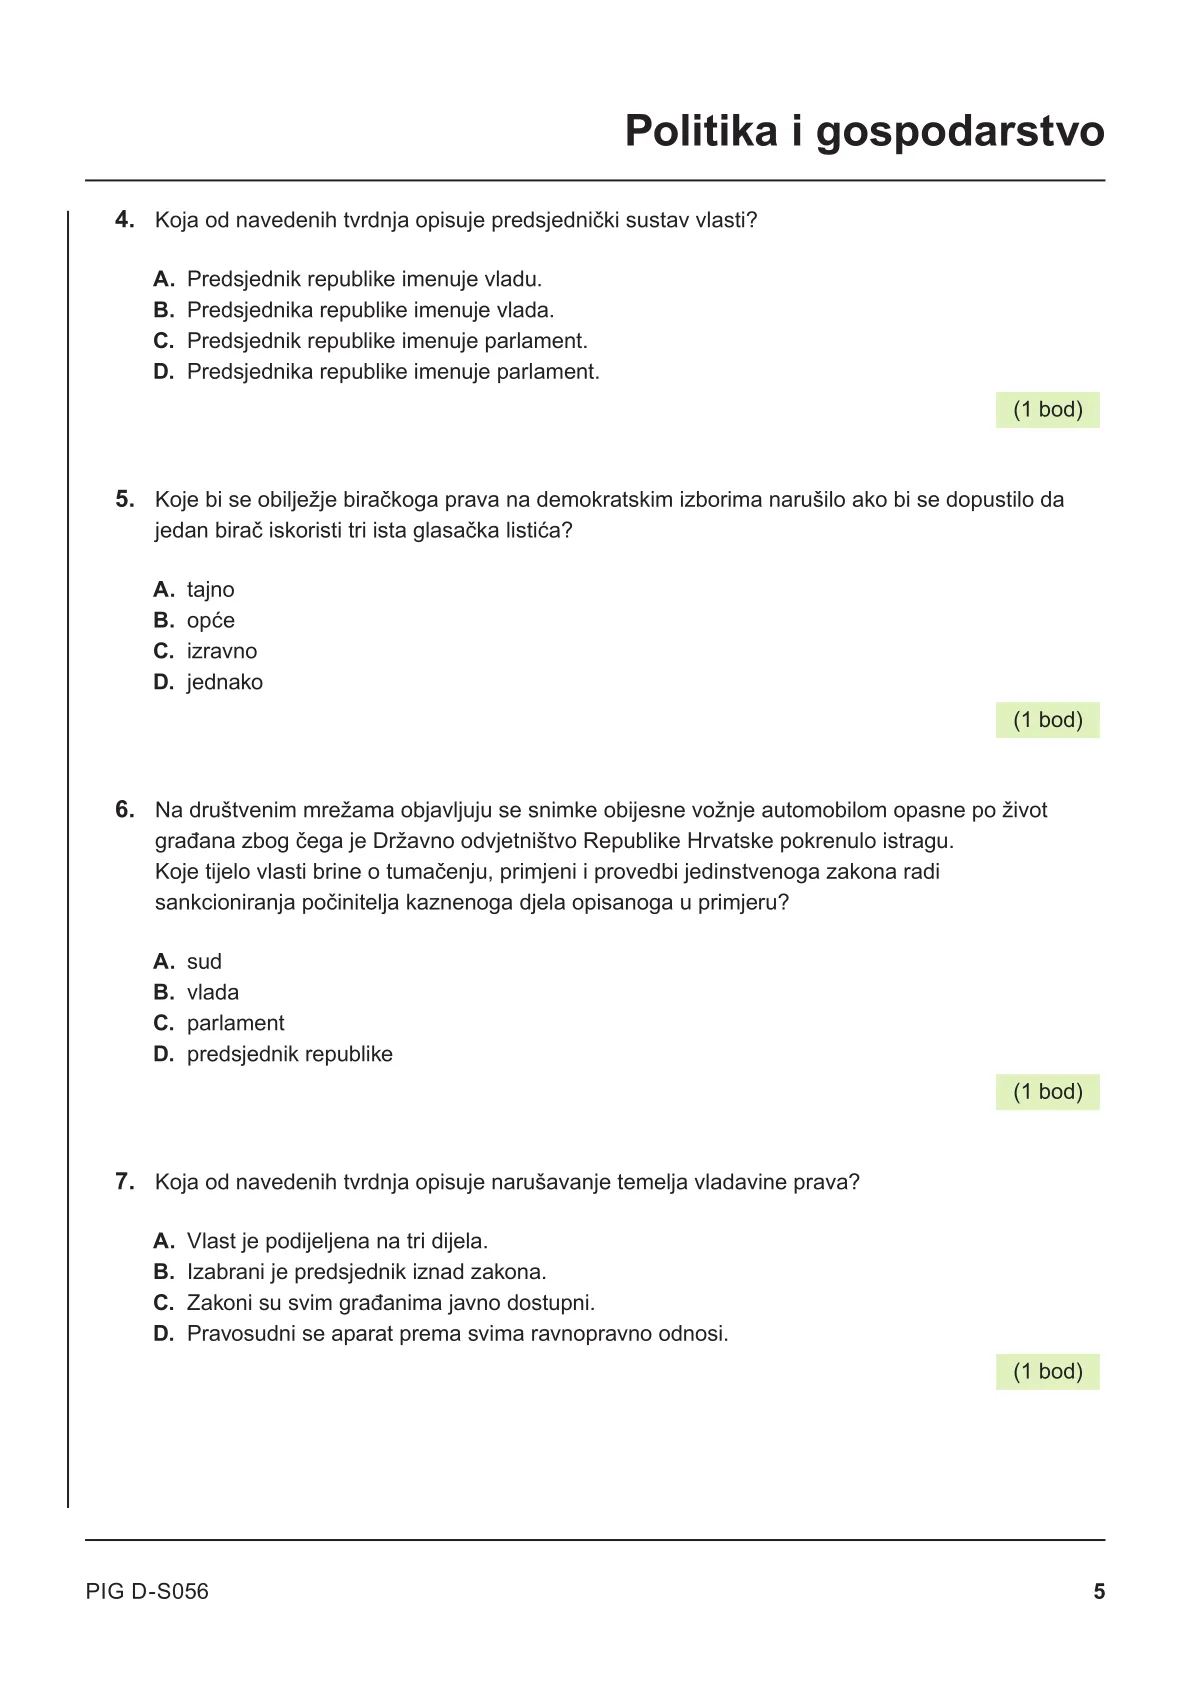 Politika i gospodarstvo
4. Koja od navedenih tvrdnja opisuje predsjednički sustav vlasti?
A. Predsjednik republike imenuje vladu.
B. Predsjednika republike imenuje vlada.
C. Predsjednik republike imenuje parlament.
D. Predsjednika republike imenuje parlament.
(1 bod)
5. Koje bi se obilježje biračkoga prava na demokratskim izborima narušilo ako bi se dopustilo da
jedan birač iskoristi tri ista glasačka listića?
A. tajno
B. opće
C. izravno
D. jednako
(1 bod)
6. Na društvenim mrežama objavljuju se snimke obijesne vožnje automobilom opasne po život
građana zbog čega je Državno odvjetništvo Republike Hrvatske pokrenulo istragu.
Koje tijelo vlasti brine o tumačenju, primjeni i provedbi jedinstvenoga zakona radi
sankcioniranja počinitelja kaznenoga djela opisanoga u primjeru?
A. sud
B. vlada
C. parlament
D. predsjednik republike
(1 bod)
7. Koja od navedenih tvrdnja opisuje narušavanje temelja vladavine prava?
A. Vlast je podijeljena na tri dijela.
B. Izabrani je predsjednik iznad zakona.
C. Zakoni su svim građanima javno dostupni.
D. Pravosudni se aparat prema svima ravnopravno odnosi.
(1 bod)
PIG D-S056
5